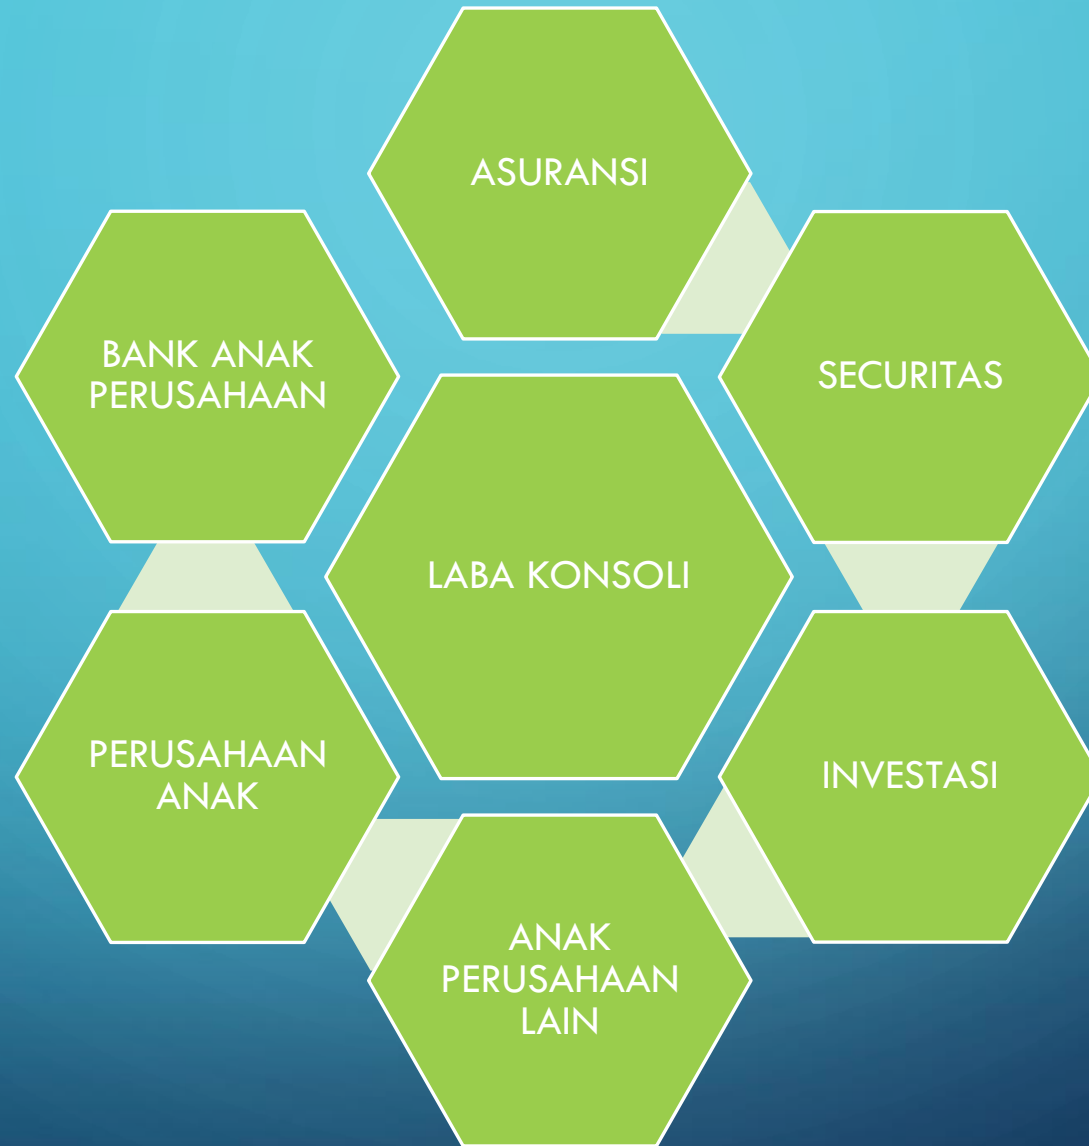 ASURANSI
SECURITAS
INVESTASI
ANAK
PERUSAHAAN
LAIN
PERUSAHAAN
ANAK
BANK ANAK
PERUSAHAAN
LABA KONSOLI